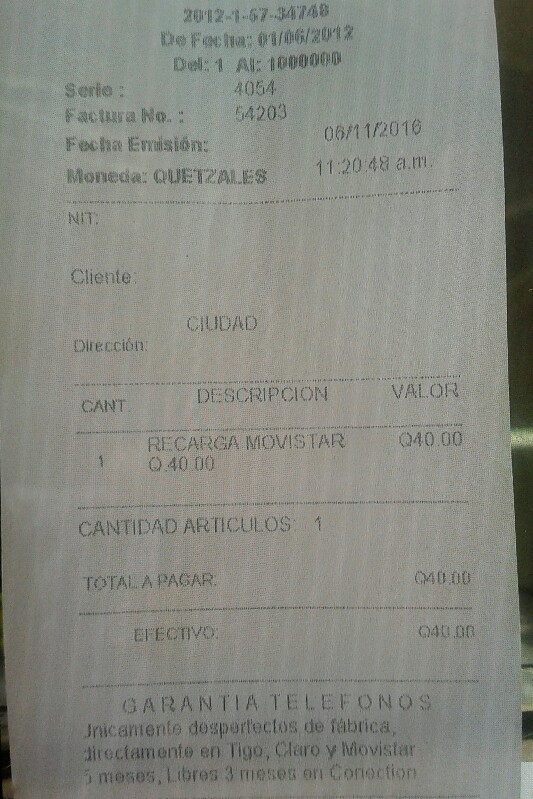 2012-1-57-34748
De Fecha: 01/06/2012
Del: 1 Al: 1000000
Serie : 4054
Factura No. : 54203
Fecha Emisión: 06/11/2016
Moneda: QUETZALES 11:20:48 a.m.
NIT:
Cliente:
CIUDAD
Dirección:
CANT DESCRIPCION VALOR
1 RECARGA MOVISTAR Q40.00
Q.40.00
CANTIDAD ARTICULOS: 1
TOTAL A PAGAR: Q40.00
EFECTIVO: Q40.00
GARANTIA TELEFONOS
Jnicamente desperfectos de fábrica,
directamente en Tigo, Claro y Movistar
5 meses, Libres 3 meses en Conection